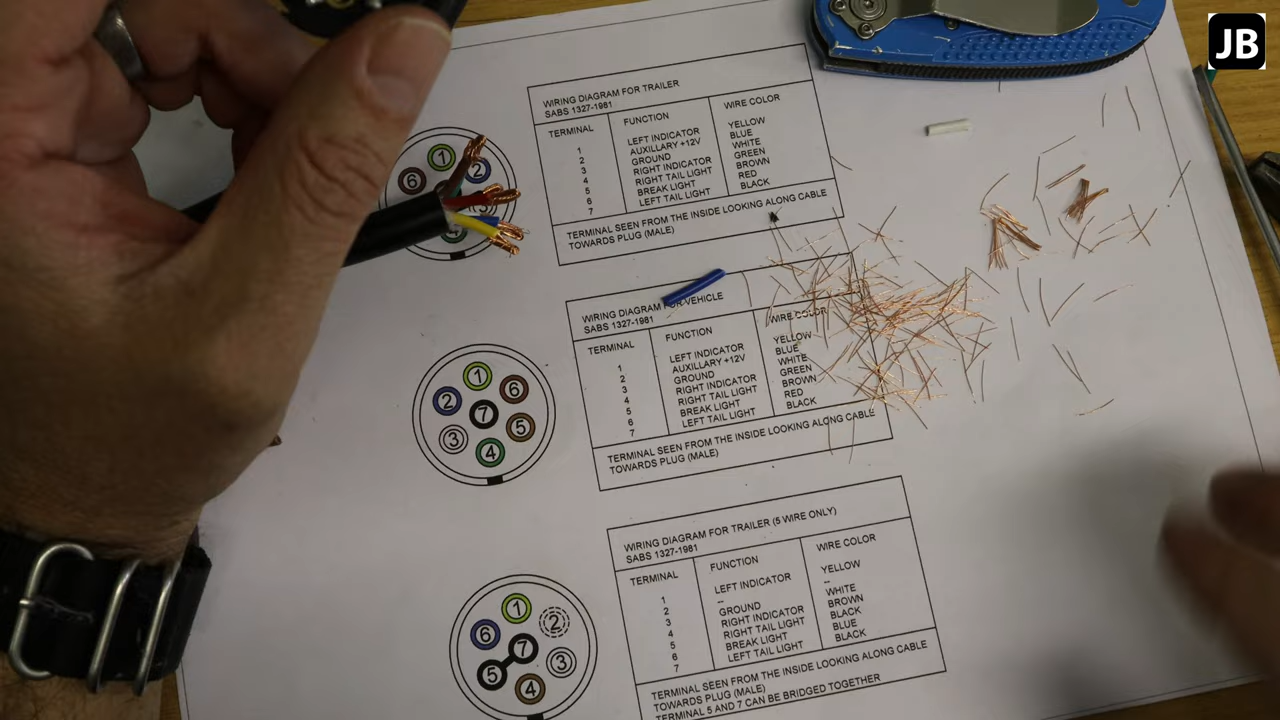 JB
WIRING DIAGRAM FOR TRAILER
SABS 1327-1981
TERMINAL FUNCTION WIRE COLOR
1 LEFT INDICATOR YELLOW
2 AUXILLARY +12V BLUE
3 GROUND WHITE
4 RIGHT INDICATOR GREEN
5 RIGHT TAIL LIGHT BROWN
6 BREAK LIGHT RED
7 LEFT TAIL LIGHT BLACK
TERMINAL SEEN FROM THE INSIDE LOOKING ALONG CABLE
TOWARDS PLUG (MALE)
1
6 2
WIRING DIAGRAM FOR VEHICLE
SABS 1327-1981
TERMINAL FUNCTION WIRE COLOR
1 LEFT INDICATOR YELLOW
2 AUXILLARY +12V BLUE
3 GROUND WHITE
4 RIGHT INDICATOR GREEN
5 RIGHT TAIL LIGHT BROWN
6 BREAK LIGHT RED
7 LEFT TAIL LIGHT BLACK
TERMINAL SEEN FROM THE INSIDE LOOKING ALONG CABLE
TOWARDS PLUG (MALE)
1
2 6
7
3 5
4
WIRING DIAGRAM FOR TRAILER (5 WIRE ONLY)
SABS 1327-1981
TERMINAL FUNCTION WIRE COLOR
1 LEFT INDICATOR YELLOW
2 -- --
3 GROUND WHITE
4 RIGHT INDICATOR BROWN
5 RIGHT TAIL LIGHT BLACK
6 BREAK LIGHT BLUE
7 LEFT TAIL LIGHT BLACK
TERMINAL SEEN FROM THE INSIDE LOOKING ALONG CABLE
TOWARDS PLUG (MALE)
TERMINAL 5 AND 7 CAN BE BRIDGED TOGETHER
1
6 2
7
5 3
4